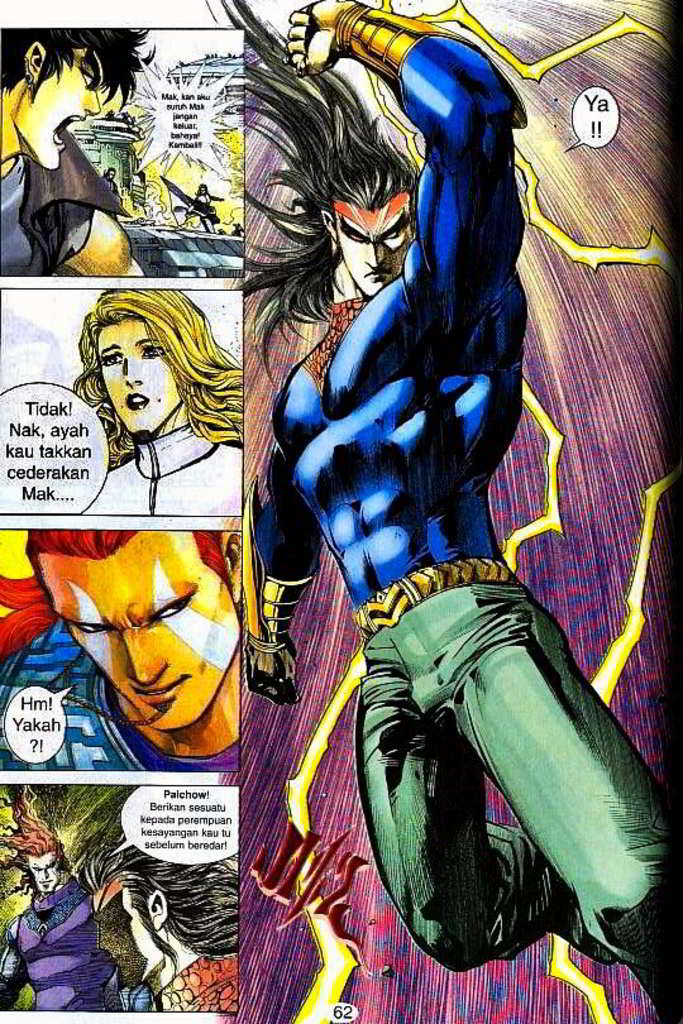 Mak, kan aku
suruh Mak
jangan
keluar,
bahaya!
Kembali!!
Ya
!!
Tidak!
Nak, ayah
kau takkan
cederakan
Mak....
Hm!
Yakah
?!
Palchow!
Berikan sesuatu
kepada perempuan
kesayangan kau tu
sebelum beredar!
62